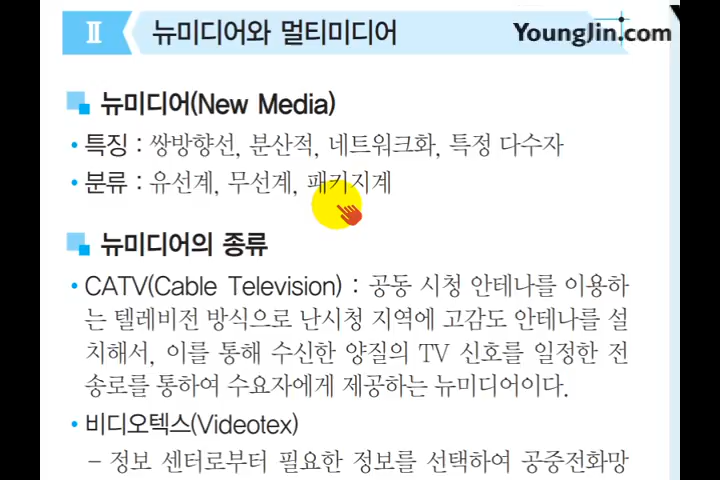 Ⅱ 뉴미디어와 멀티미디어
YoungJin.com
뉴미디어(New Media)
• 특징 : 쌍방향선, 분산적, 네트워크화, 특정 다수자
• 분류 : 유선계, 무선계, 패키지계
뉴미디어의 종류
• CATV(Cable Television) : 공동 시청 안테나를 이용하
는 텔레비전 방식으로 난시청 지역에 고감도 안테나를 설
치해서, 이를 통해 수신한 양질의 TV 신호를 일정한 전
송로를 통하여 수요자에게 제공하는 뉴미디어이다.
• 비디오텍스(Videotex)
– 정보 센터로부터 필요한 정보를 선택하여 공중전화망